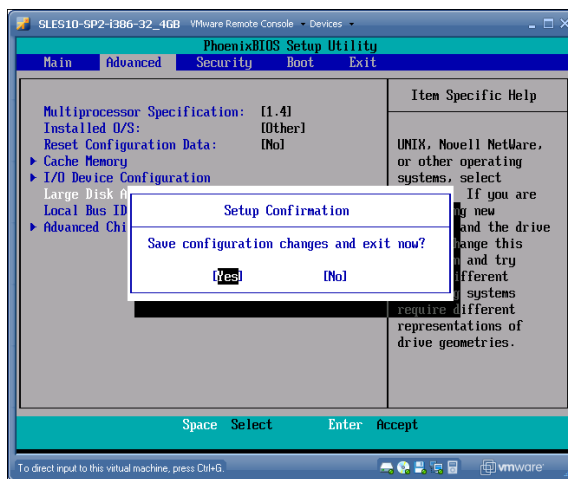 SLES10-SP2-i386-32_4GB VMware Remote Console Devices
PhoenixBIOS Setup Utility
Main Advanced Security Boot Exit
Multiprocessor Specification: [1.4]
Installed O/S: [Other]
Reset Configuration Data: [No]
Cache Memory
I/O Device Configuration
Large Disk A
Local Bus ID
Advanced Chi
Setup Confirmation
Save configuration changes and exit now?
[Yes] [No]
Item Specific Help
UNIX, Novell NetWare,
or other operating
systems, select
If you are
new
and the drive
hange this
and try
ifferent
systems
require different
representations of
drive geometries.
Space Select Enter Accept
To direct input to this virtual machine, press Ctrl+G.
vmware